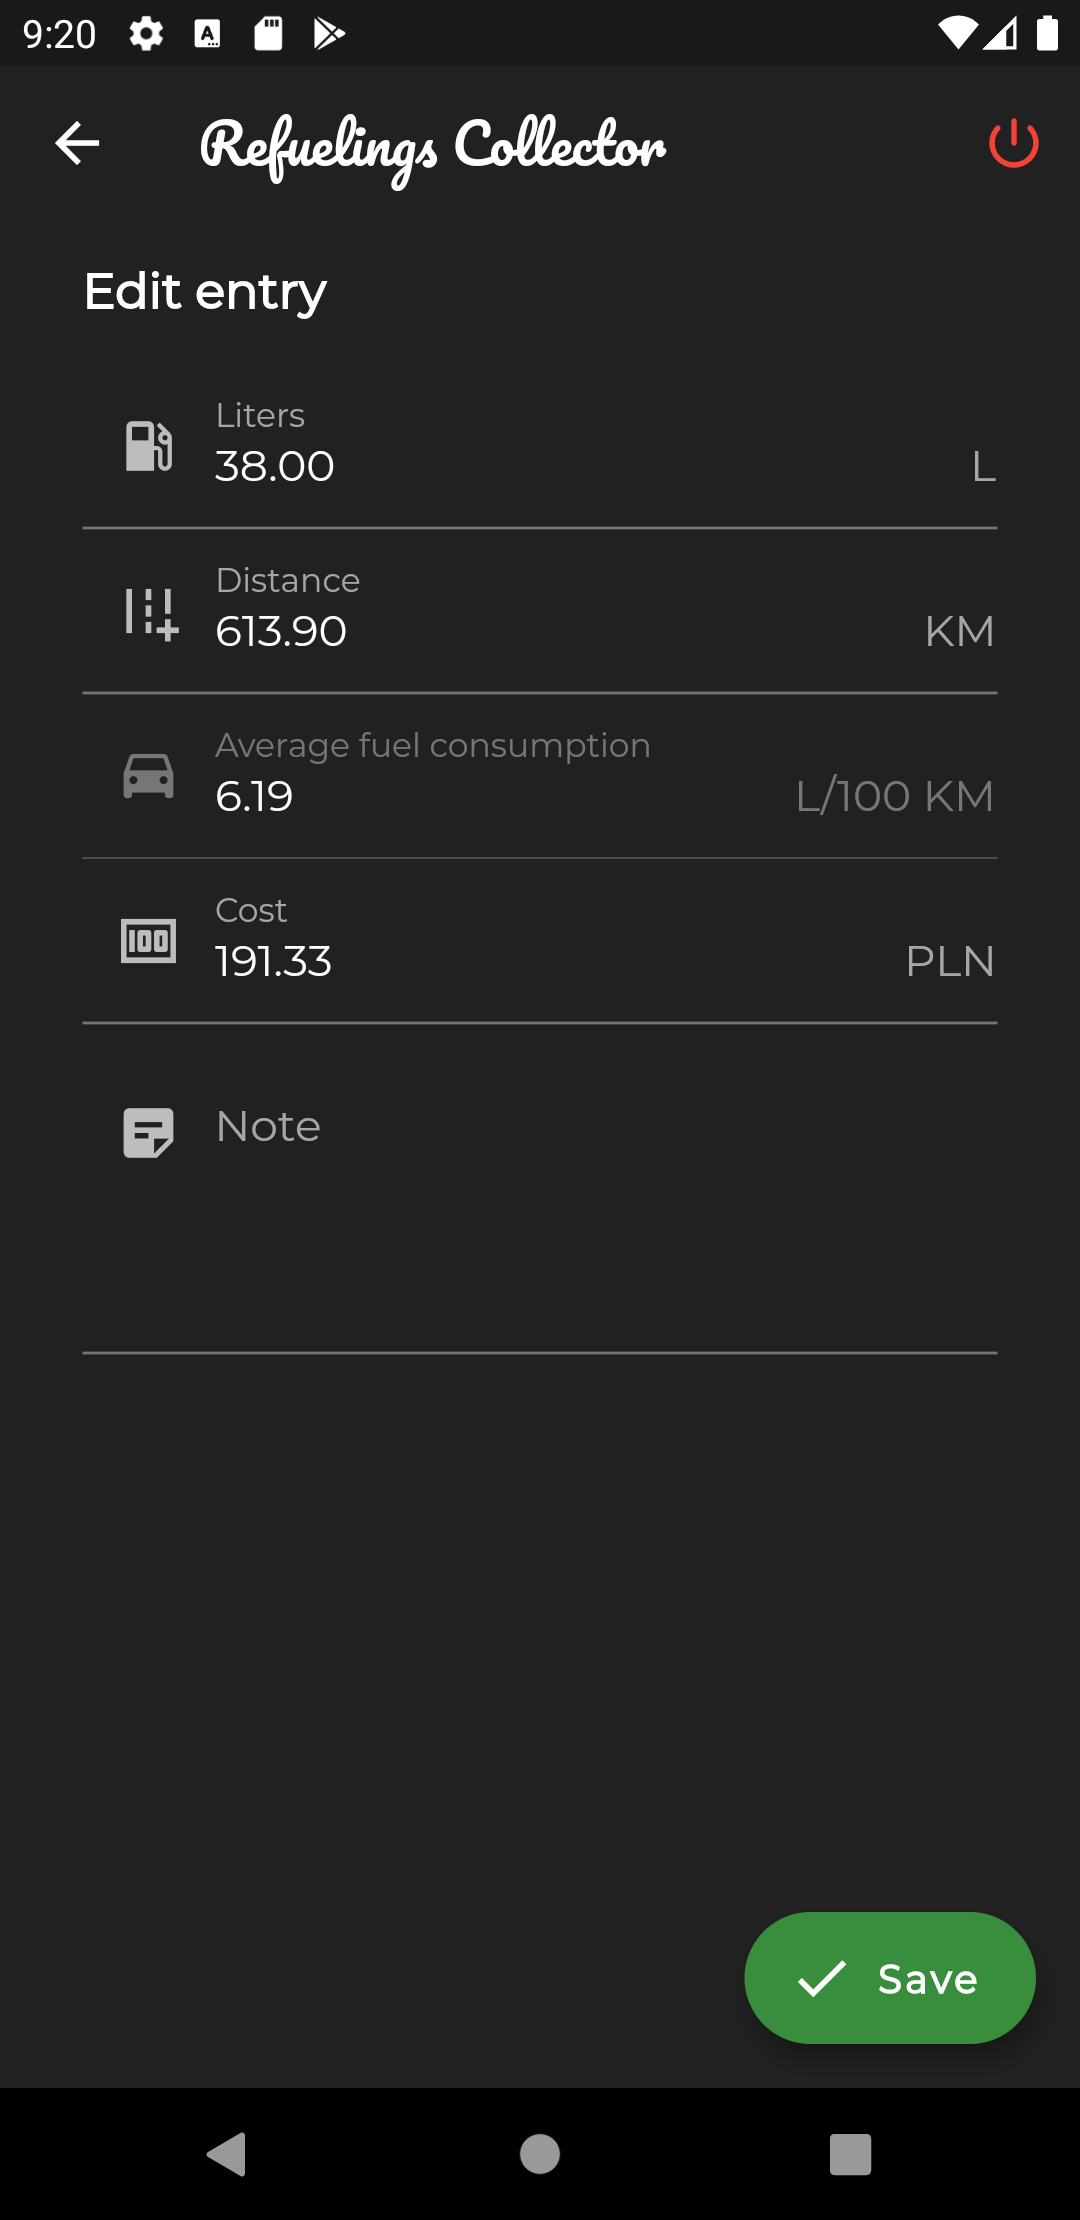 9:20
Refuelings Collector
Edit entry
Liters
38.00 L
Distance
613.90 KM
Average fuel consumption
6.19 L/100 KM
Cost
191.33 PLN
Note
Save